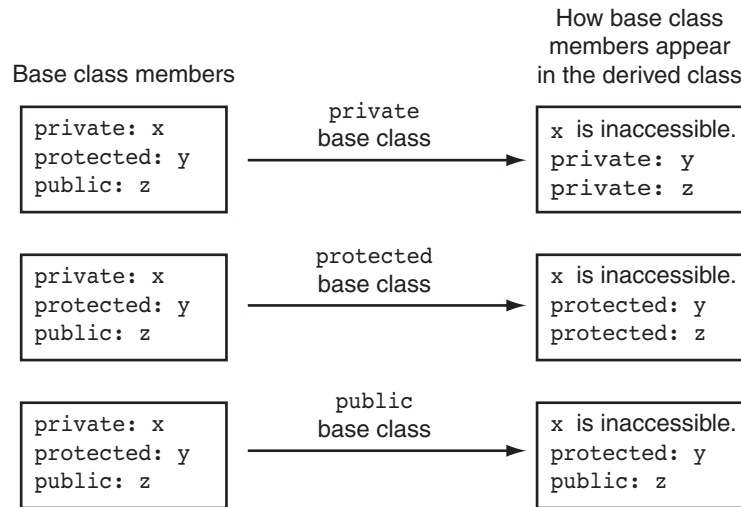 How base class
members appear
in the derived class
Base class members
private: x
protected: y
public: z
private
base class
x is inaccessible.
private: y
private: z
private: x
protected: y
public: z
protected
base class
x is inaccessible.
protected: y
protected: z
private: x
protected: y
public: z
public
base class
x is inaccessible.
protected: y
public: z